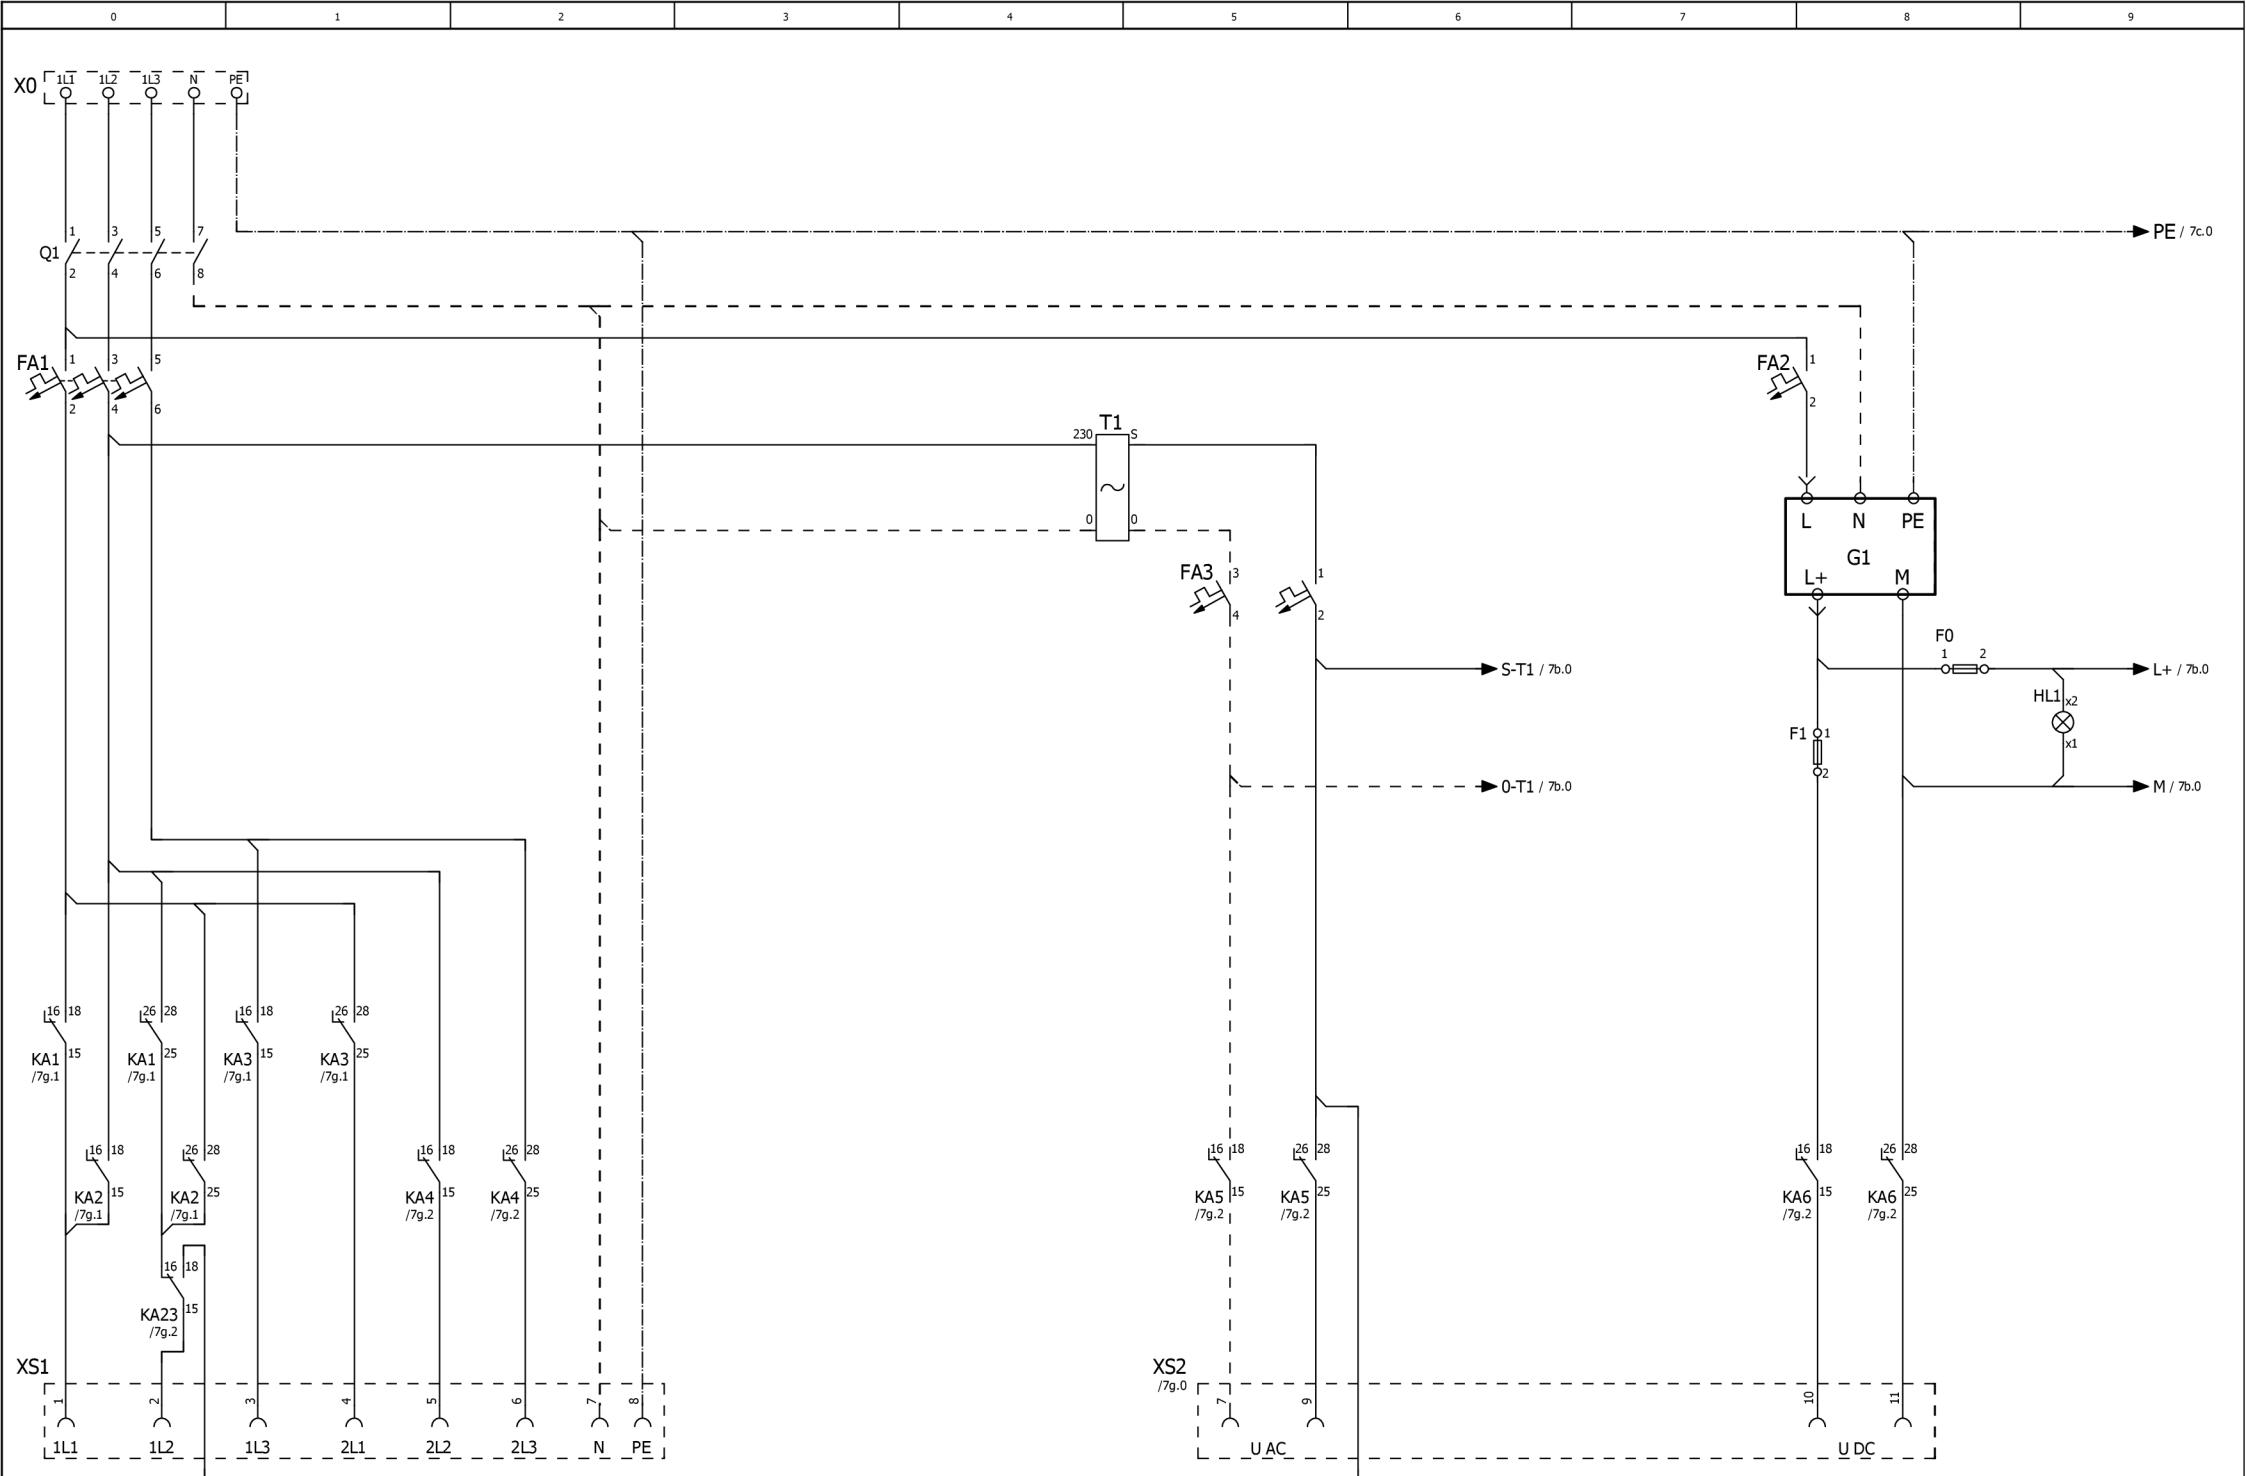 0 1 2 3 4 5 6 7 8 9
X0 1L1 1L2 1L3 N PE
1 3 5 7
PE / 7c.0
Q1
2 4 6 8
FA1 1 3 5
FA2 1
2 4 6
2
T1
230 S
0 0
L N PE
G1
L+ M
FA3 3 1
4 2
F0
1 2
S-T1 / 7b.0
L+ / 7b.0
HL1 x2
F1 1
x1
2
0-T1 / 7b.0
M / 7b.0
16 18 26 28 16 18 26 28
15 25 15 25
KA1 KA1 KA3 KA3
/7g.1 /7g.1 /7g.1 /7g.1
16 18 26 28 16 18 26 28 16 18 26 28 16 18 26 28
15 25 15 25 15 25 15 25
KA2 KA2 KA4 KA4 KA5 KA5 KA6 KA6
/7g.1 /7g.1 /7g.2 /7g.2 /7g.2 /7g.2 /7g.2 /7g.2
16 18
15
KA23
/7g.2
XS1
XS2
/7g.0
1 2 3 4 5 6 7 8 7 9 10 11
1L1 1L2 1L3 2L1 2L2 2L3 N PE U AC U DC